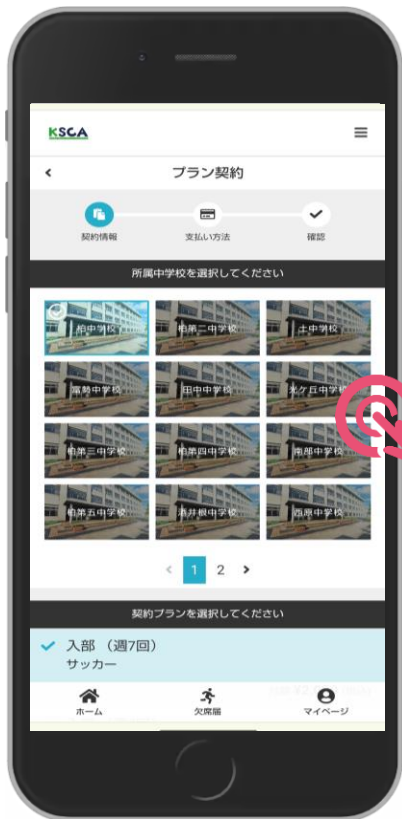 KSCA
プラン契約
契約情報 支払い方法 確認
所属中学校を選択してください
柏中学校 柏第二中学校 土中学校
富勢中学校 田中中学校 光ケ丘中学校
柏第三中学校 柏第四中学校 南部中学校
柏第五中学校 酒井根中学校 西原中学校
1 2
契約プランを選択してください
入部 (週7回)
サッカー
ホーム 欠席届 マイページ